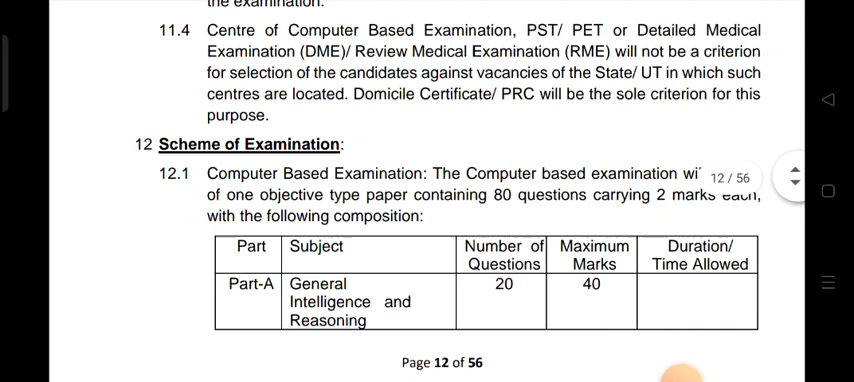 the examination.
11.4 Centre of Computer Based Examination, PST/ PET or Detailed Medical
Examination (DME)/ Review Medical Examination (RME) will not be a criterion
for selection of the candidates against vacancies of the State/ UT in which such
centres are located. Domicile Certificate/ PRC will be the sole criterion for this
purpose.
12 Scheme of Examination:
12.1 Computer Based Examination: The Computer based examination wi
12 / 56
of one objective type paper containing 80 questions carrying 2 marks each,
with the following composition:
Part Subject Number of Maximum Duration/
Questions Marks Time Allowed
Part-A General 20 40
Intelligence and
Reasoning
Page 12 of 56